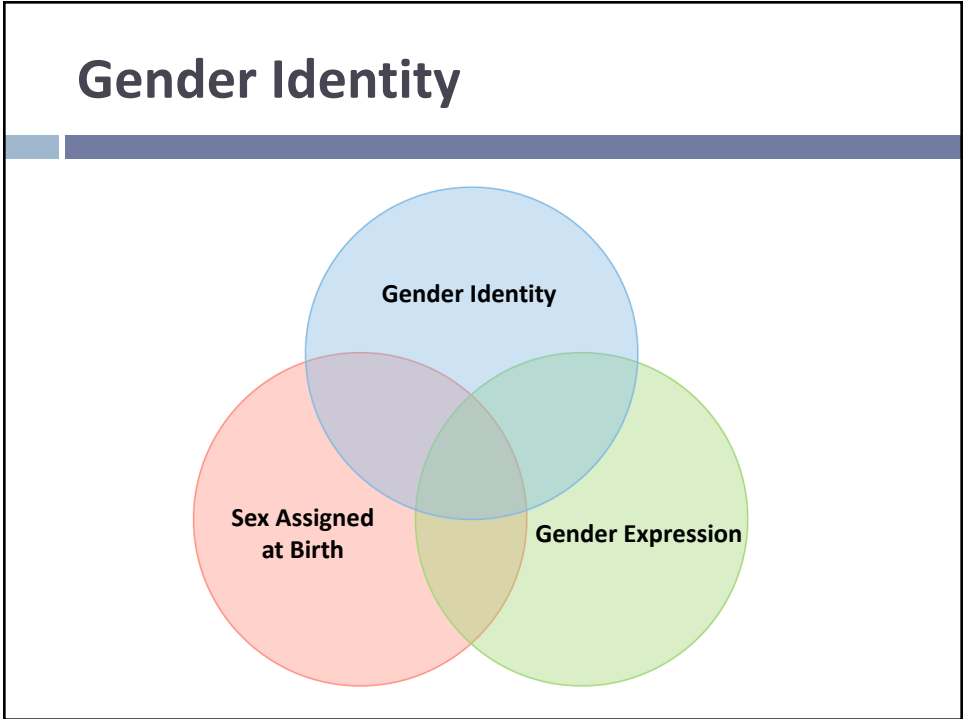 Gender Identity
Gender Identity
Sex Assigned
at Birth
Gender Expression